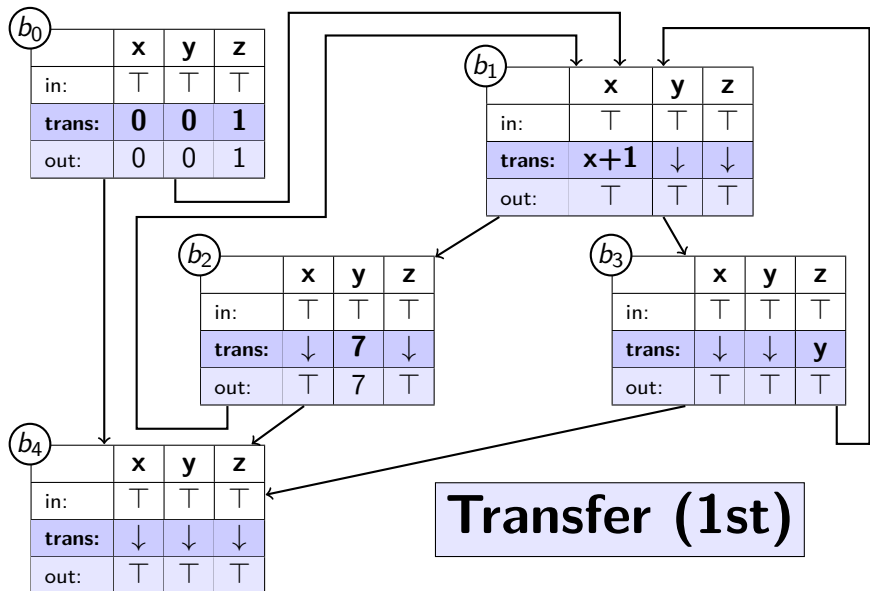 b0
x y z
in: ⊤ ⊤ ⊤
trans: 0 0 1
out: 0 0 1
b1
x y z
in: ⊤ ⊤ ⊤
trans: x+1 ↓ ↓
out: ⊤ ⊤ ⊤
b2
x y z
in: ⊤ ⊤ ⊤
trans: ↓ 7 ↓
out: ⊤ 7 ⊤
b3
x y z
in: ⊤ ⊤ ⊤
trans: ↓ ↓ y
out: ⊤ ⊤ ⊤
b4
x y z
in: ⊤ ⊤ ⊤
trans: ↓ ↓ ↓
out: ⊤ ⊤ ⊤
Transfer (1st)